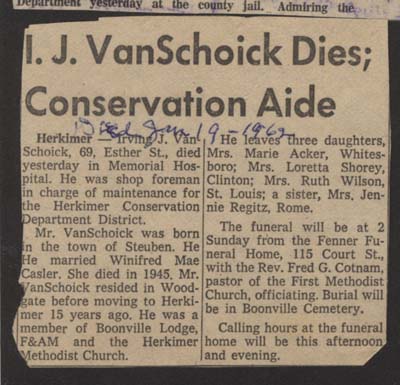 Department yesterday at the county jail. Admiring the
I. J. VanSchoick Dies;
Conservation Aide
Died Jan 19-1962
Herkimer — Irving J. Van
Schoick, 69, Esther St., died
yesterday in Memorial Hos-
pital. He was shop foreman
in charge of maintenance for
the Herkimer Conservation
Department District.
Mr. VanSchoick was born
in the town of Steuben. He
He married Winifred Mae
Casler. She died in 1945. Mr.
VanSchoick resided in Wood-
gate before moving to Herki-
mer 15 years ago. He was a
member of Boonville Lodge,
F&AM and the Herkimer
Methodist Church.
He leaves three daughters,
Mrs. Marie Acker, Whites-
boro; Mrs. Loretta Shorey,
Clinton; Mrs. Ruth Wilson,
St. Louis; a sister, Mrs. Jen-
nie Regitz, Rome.
The funeral will be at 2
Sunday from the Fenner Fu-
neral Home, 115 Court St.,
with the Rev. Fred G. Cotnam,
pastor of the First Methodist
Church, officiating. Burial will
be in Boonville Cemetery.
Calling hours at the funeral
home will be this afternoon
and evening.